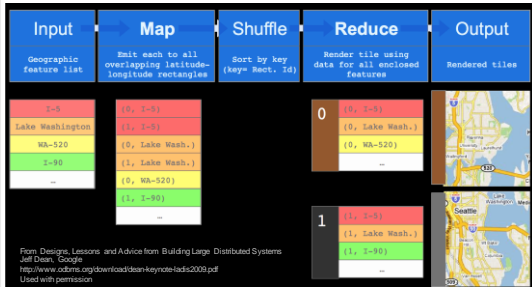 Input
Map
Shuffle
Reduce
Output
Geographic
feature list
Emit each to all
overlapping latitude-
longitude rectangles
Sort by key
(key= Rect. Id)
Render tile using
data for all enclosed
features
Rendered tiles
I-5
Lake Washington
WA-520
I-90
…
(0, I-5)
(1, I-5)
(0, Lake Wash.)
(1, Lake Wash.)
(0, WA-520)
(1, I-90)
…
0
(0, I-5)
(0, Lake Wash.)
(0, WA-520)
…
1
(1, I-5)
(1, Lake Wash.)
(1, I-90)
…
520
Lake
Washington
Seattle
From Designs, Lessons and Advice from Building Large Distributed Systems
Jeff Dean, Google
http://www.odbms.org/download/dean-keynote-ladis2009.pdf
Used with permission